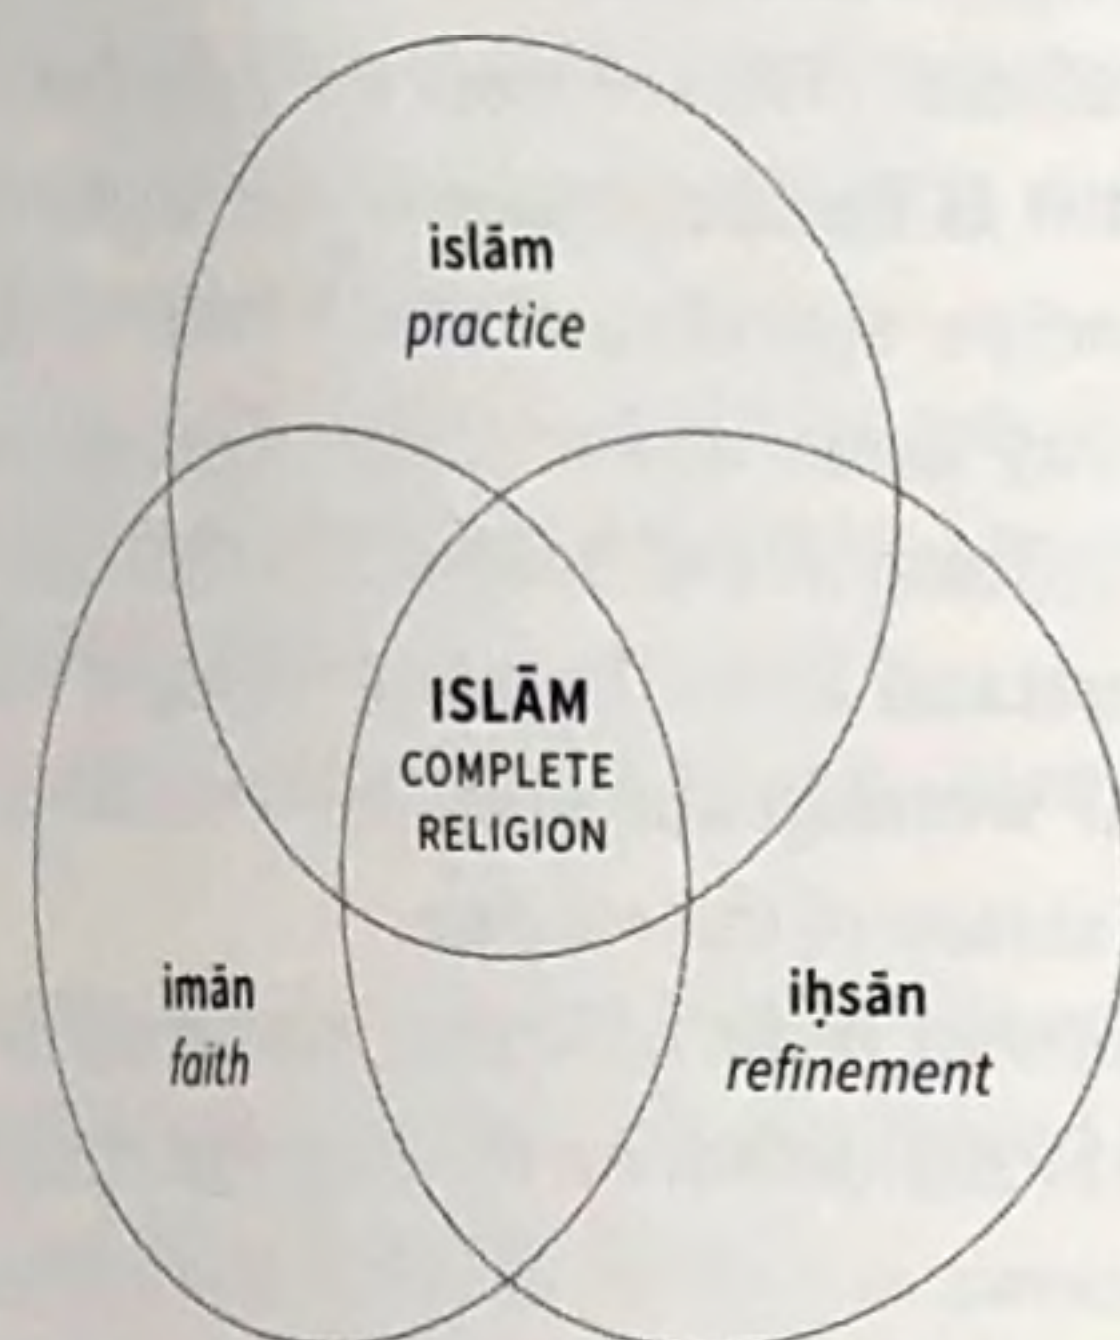 islām
practice
ISLĀM
COMPLETE
RELIGION
imān
faith
iḥsān
refinement